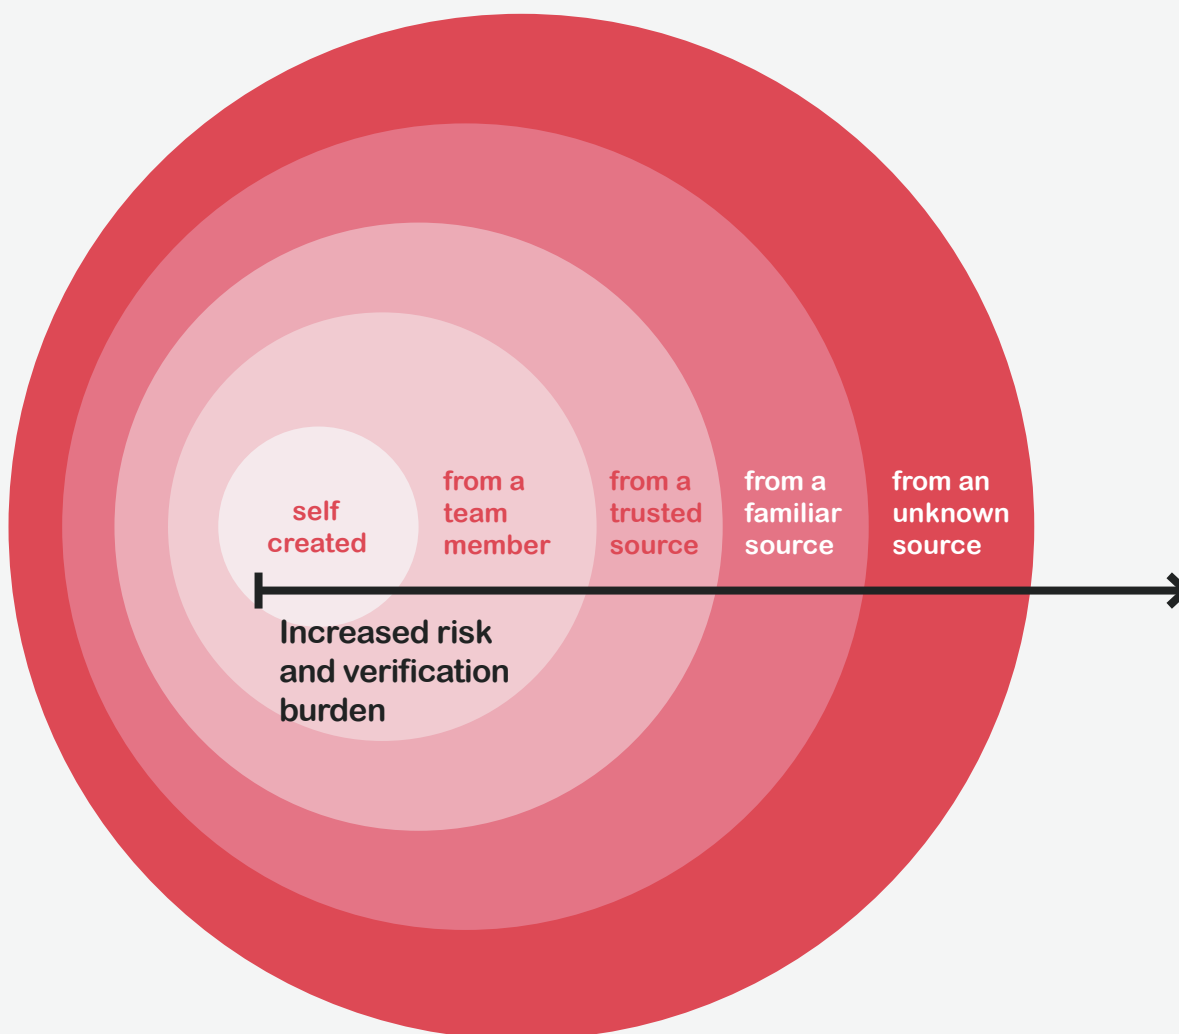 self
created
from a
team
member
from a
trusted
source
from a
familiar
source
from an
unknown
source
Increased risk
and verification
burden